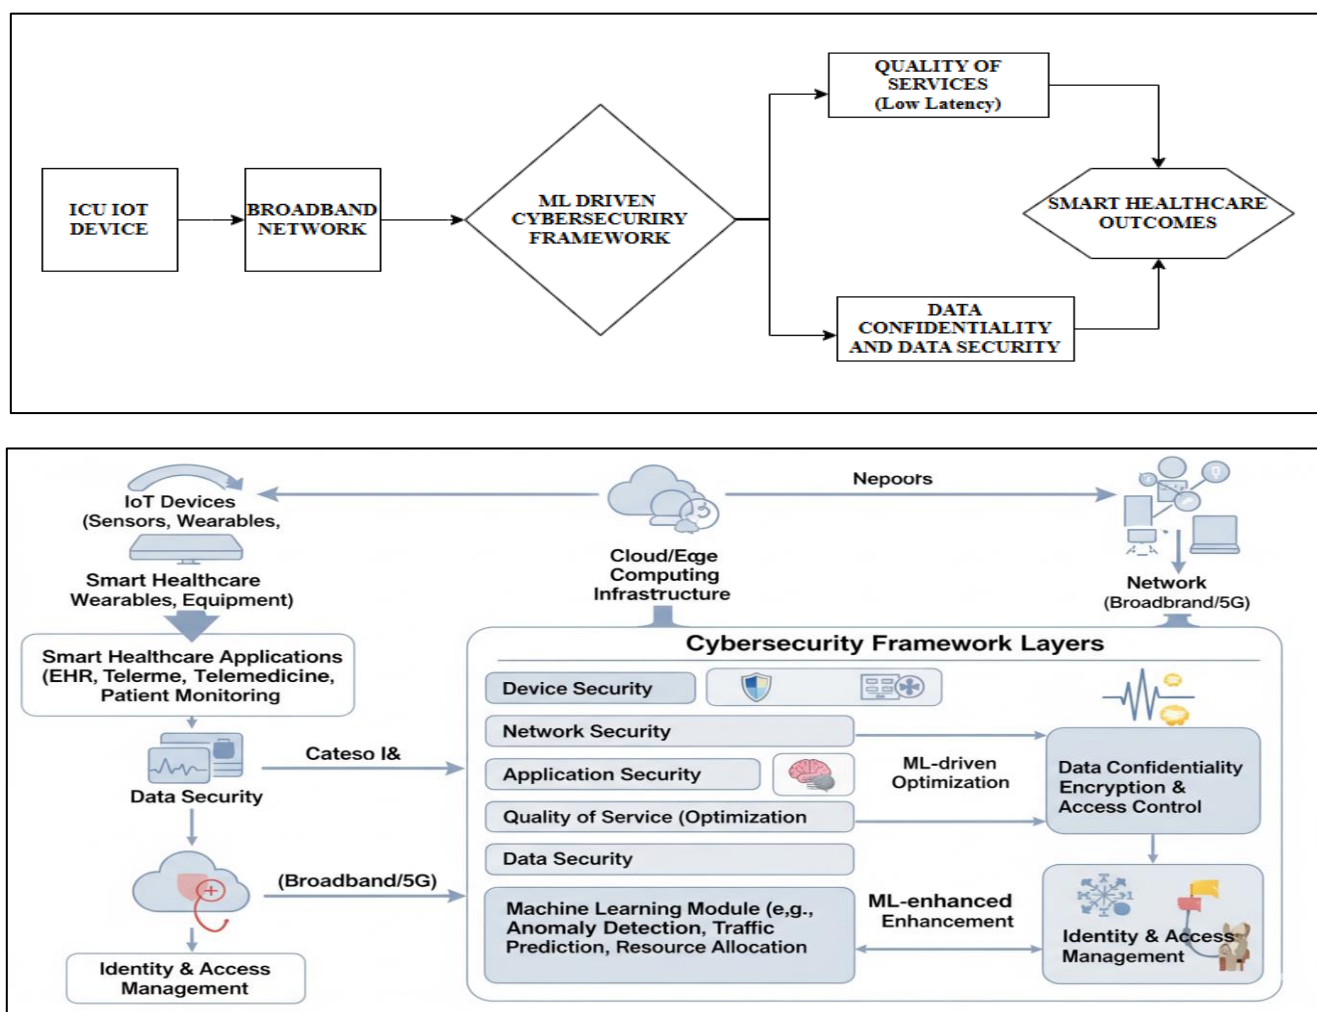 ICU IOT
DEVICE
BROADBAND
NETWORK
ML DRIVEN
CYBERSECURIRY
FRAMEWORK
QUALITY OF
SERVICES
(Low Latency)
DATA
CONFIDENTIALITY
AND DATA SECURITY
SMART HEALTHCARE
OUTCOMES
IoT Devices
(Sensors, Wearables,
Smart Healthcare
Wearables, Equipment)
Smart Healthcare Applications
(EHR, Telerme, Telemedicine,
Patient Monitoring
Data Security
Identity & Access
Management
Cateso I&
(Broadband/5G)
Cloud/Eqge
Computing
Infrastructure
Nepoors
Network
(Broadbrand/5G)
Cybersecurity Framework Layers
Device Security
Network Security
Application Security
Quality of Service (Optimization
Data Security
Machine Learning Module (e,g.,
Anomaly Detection, Traffic
Prediction, Resource Allocation
ML-driven
Optimization
ML-enhanced
Enhancement
Data Confidentiality
Encryption &
Access Control
Identity & Access
Management